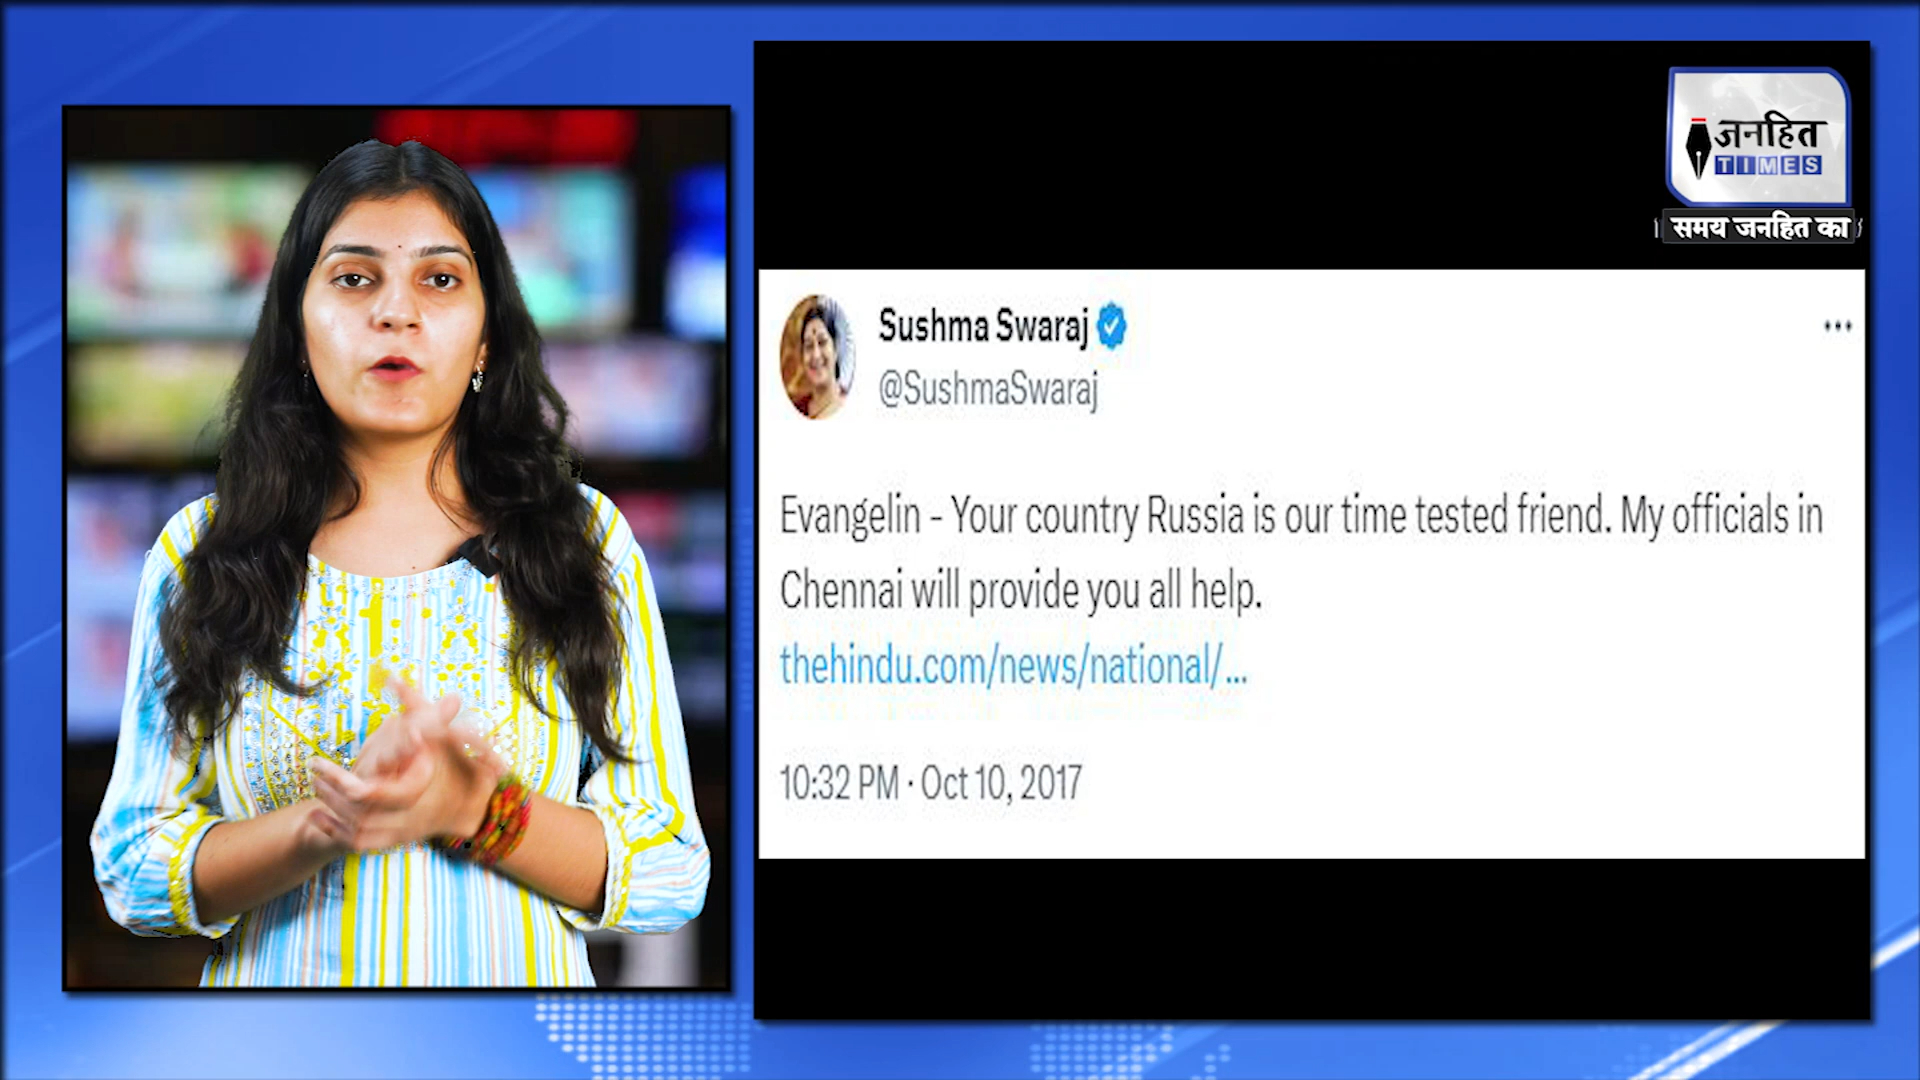 जनहित
TIMES
समय जनहित का
Sushma Swaraj
@SushmaSwaraj
Evangelin - Your country Russia is our time tested friend. My officials in
Chennai will provide you all help.
thehindu.com/news/national/...
10:32 PM · Oct 10, 2017